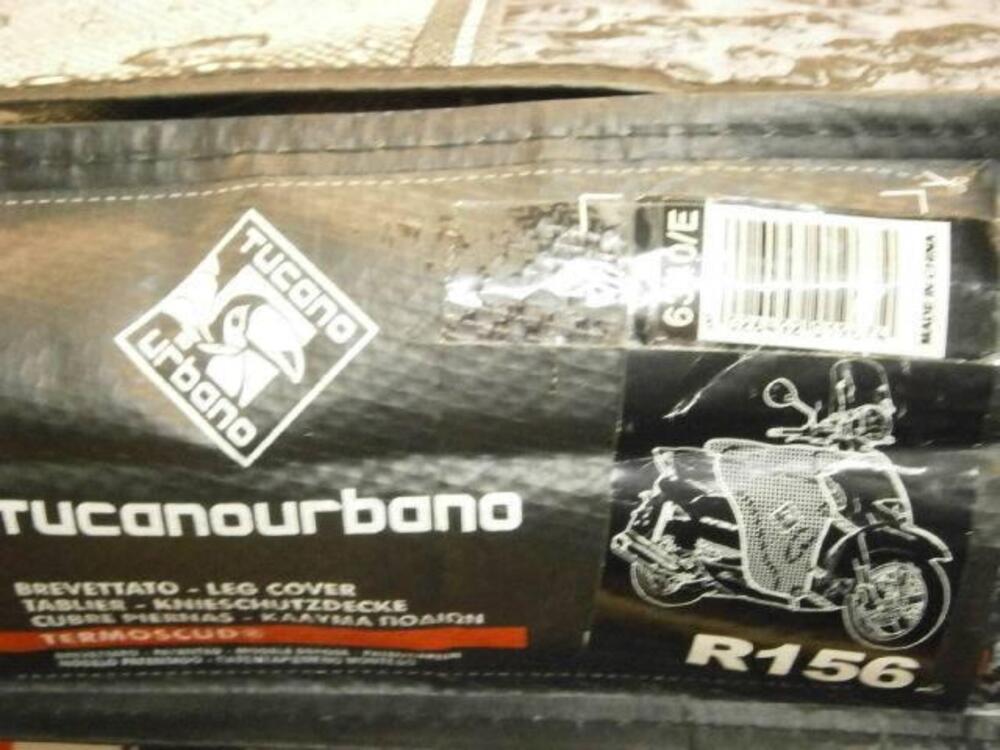 Tucano
urbano
MADE IN CHINA
Tucanourbano
BREVETTATO - LEG COVER
TABLIER - KNIESCHUTZDECKE
CUBRE PIERNAS - ΚΑΛΥΜΑ ΠΟΔΙΩΝ
TERMOSCUD®
R156